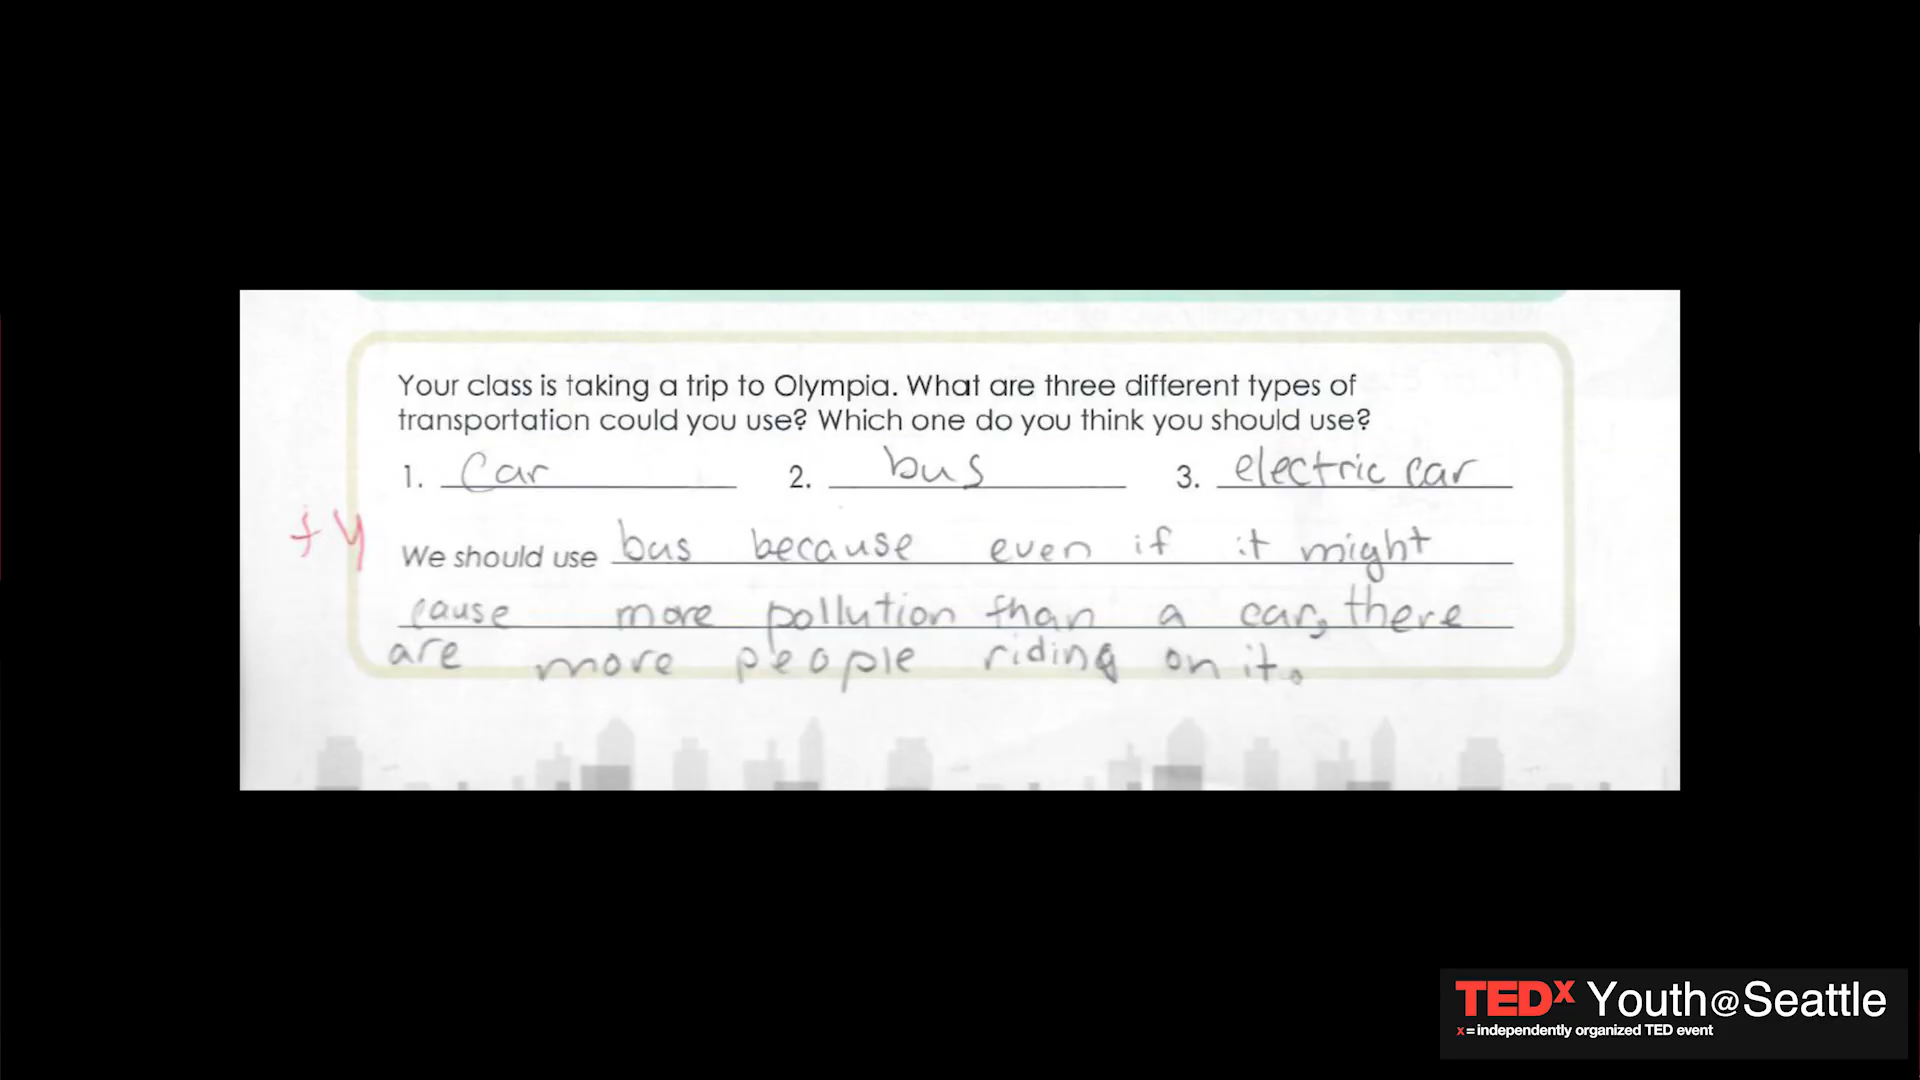 Your class is taking a trip to Olympia. What are three different types of
transportation could you use? Which one do you think you should use?
1. Car 2. bus 3. electric car
+4
We should use bus because even if it might
cause more pollution than a car, there
are more people riding on it.
TEDx Youth@Seattle
x=independently organized TED event